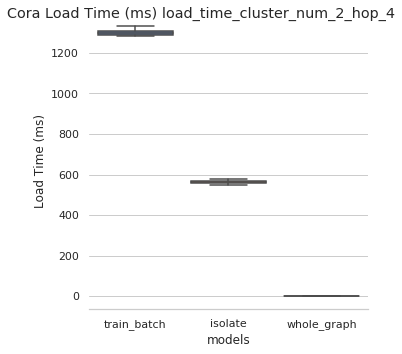 Cora Load Time (ms) load_time_cluster_num_2_hop_4
1200
1000
800
600
400
200
0
Load Time (ms)
train_batch isolate whole_graph
models